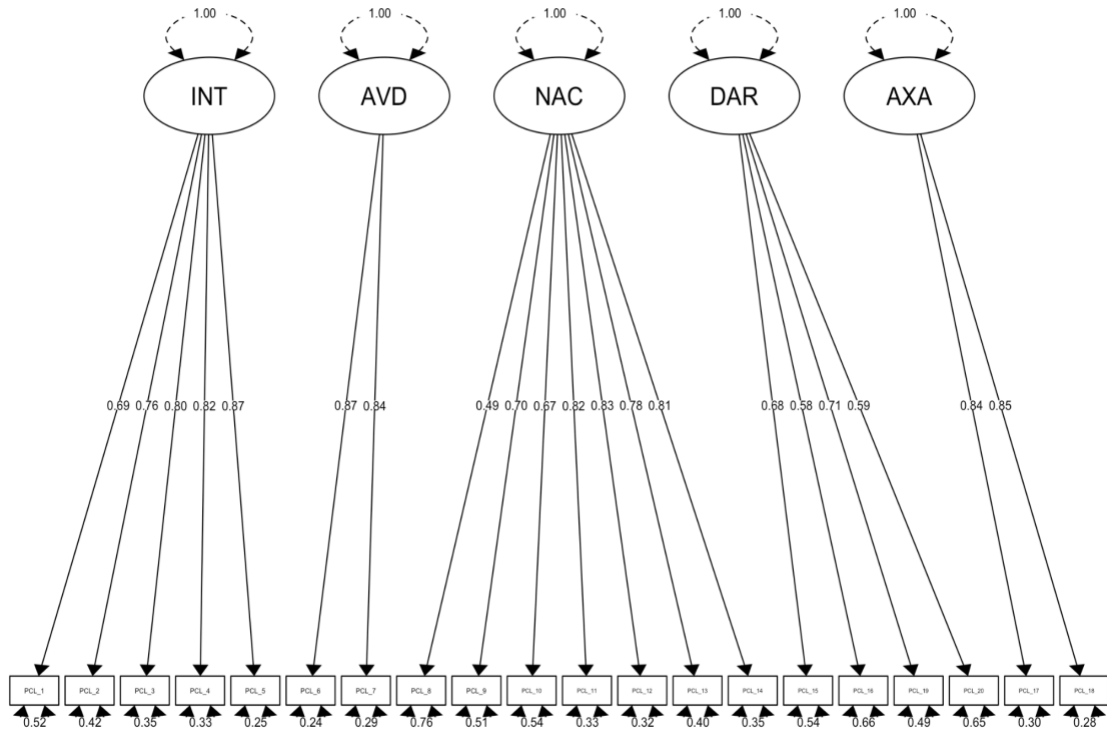 1.00 1.00 1.00 1.00 1.00
INT AVD NAC DAR AXA
0.69 0.76 0.80 0.82 0.87 0.87 0.84 0.49 0.70 0.67 0.82 0.83 0.78 0.81 0.68 0.58 0.71 0.59 0.84 0.85
PCL_1 PCL_2 PCL_3 PCL_4 PCL_5 PCL_6 PCL_7 PCL_8 PCL_9 PCL_10 PCL_11 PCL_12 PCL_13 PCL_14 PCL_15 PCL_16 PCL_19 PCL_20 PCL_17 PCL_18
0.52 0.42 0.35 0.33 0.25 0.24 0.29 0.76 0.51 0.54 0.33 0.32 0.40 0.35 0.54 0.66 0.49 0.65 0.30 0.28